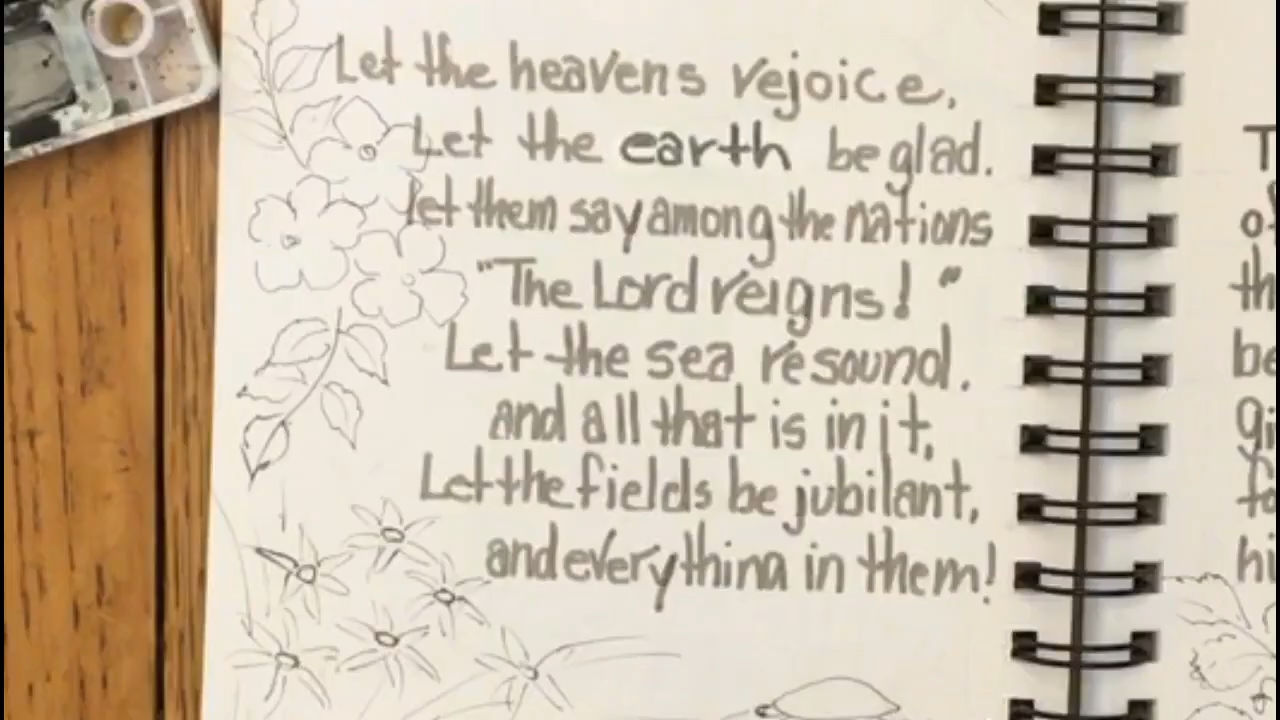 Let the heavens rejoice,
Let the earth be glad.
let them say among the nations
"The Lord reigns!"
Let the sea resound.
and all that is in it,
Let the fields be jubilant,
and everything in them!